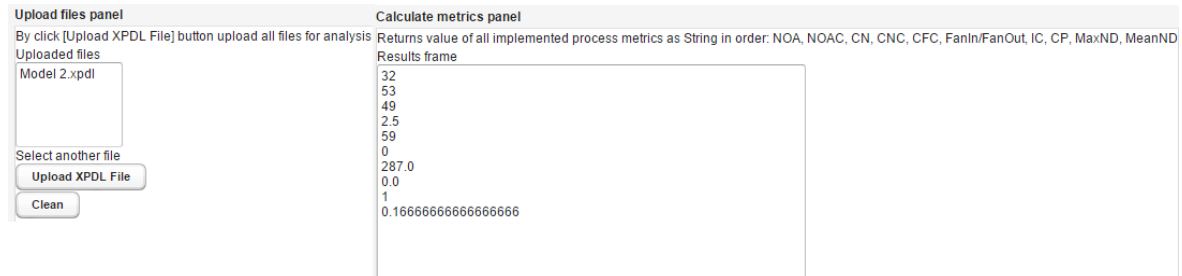 Upload files panel
By click [Upload XPDL File] button upload all files for analysis
Uploaded files
Model 2.xpdl
Select another file
Upload XPDL File
Clean
Calculate metrics panel
Returns value of all implemented process metrics as String in order: NOA, NOAC, CN, CNC, CFC, FanIn/FanOut, IC, CP, MaxND, MeanND
Results frame
32
53
49
2.5
59
0
287.0
0.0
1
0.16666666666666666